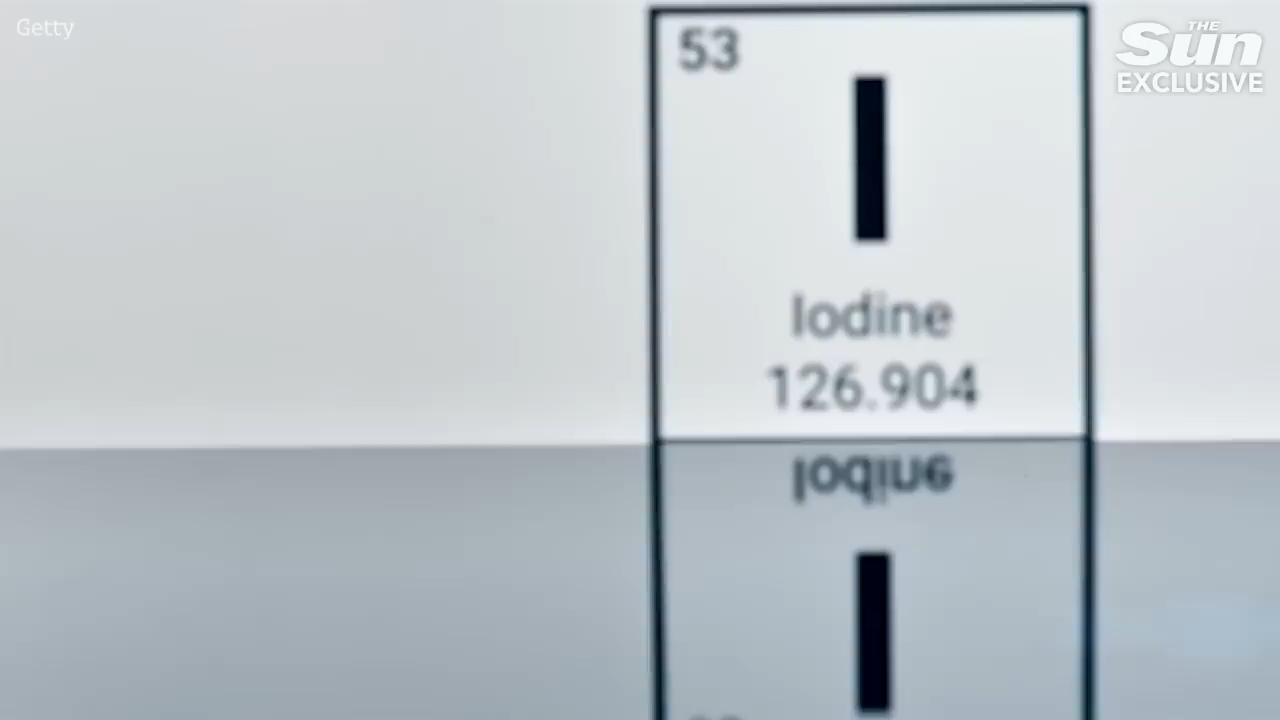 Getty
THE
Sun
EXCLUSIVE
53
I
Iodine
126.904
Iodine
I